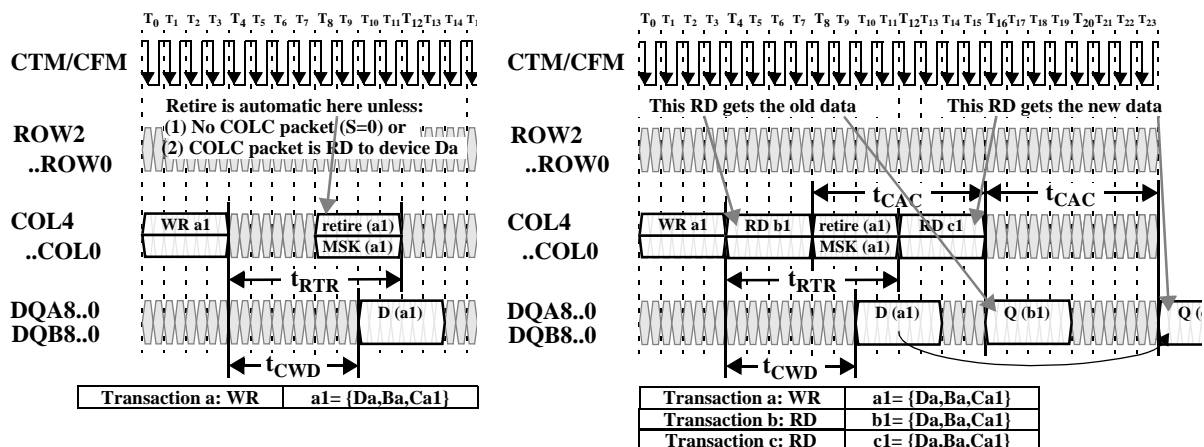 T0 T1 T2 T3 T4 T5 T6 T7 T8 T9 T10 T11 T12 T13 T14
CTM/CFM
Retire is automatic here unless:
(1) No COLC packet (S=0) or
(2) COLC packet is RD to device Da
ROW2
..ROW0
COL4
..COL0
WR a1
retire (a1)
MSK (a1)
tRTR
DQA8..0
DQB8..0
D (a1)
tCWD
Transaction a: WR a1= {Da,Ba,Ca1}
T0 T1 T2 T3 T4 T5 T6 T7 T8 T9 T10 T11 T12 T13 T14 T15 T16 T17 T18 T19 T20 T21 T22 T23
CTM/CFM
This RD gets the old data
This RD gets the new data
ROW2
..ROW0
tCAC
tCAC
COL4
..COL0
WR a1
RD b1
retire (a1)
MSK (a1)
RD c1
tRTR
DQA8..0
DQB8..0
D (a1)
Q (b1)
Q (
tCWD
Transaction a: WR a1= {Da,Ba,Ca1}
Transaction b: RD b1= {Da,Ba,Ca1}
Transaction c: RD c1= {Da,Ba,Ca1}